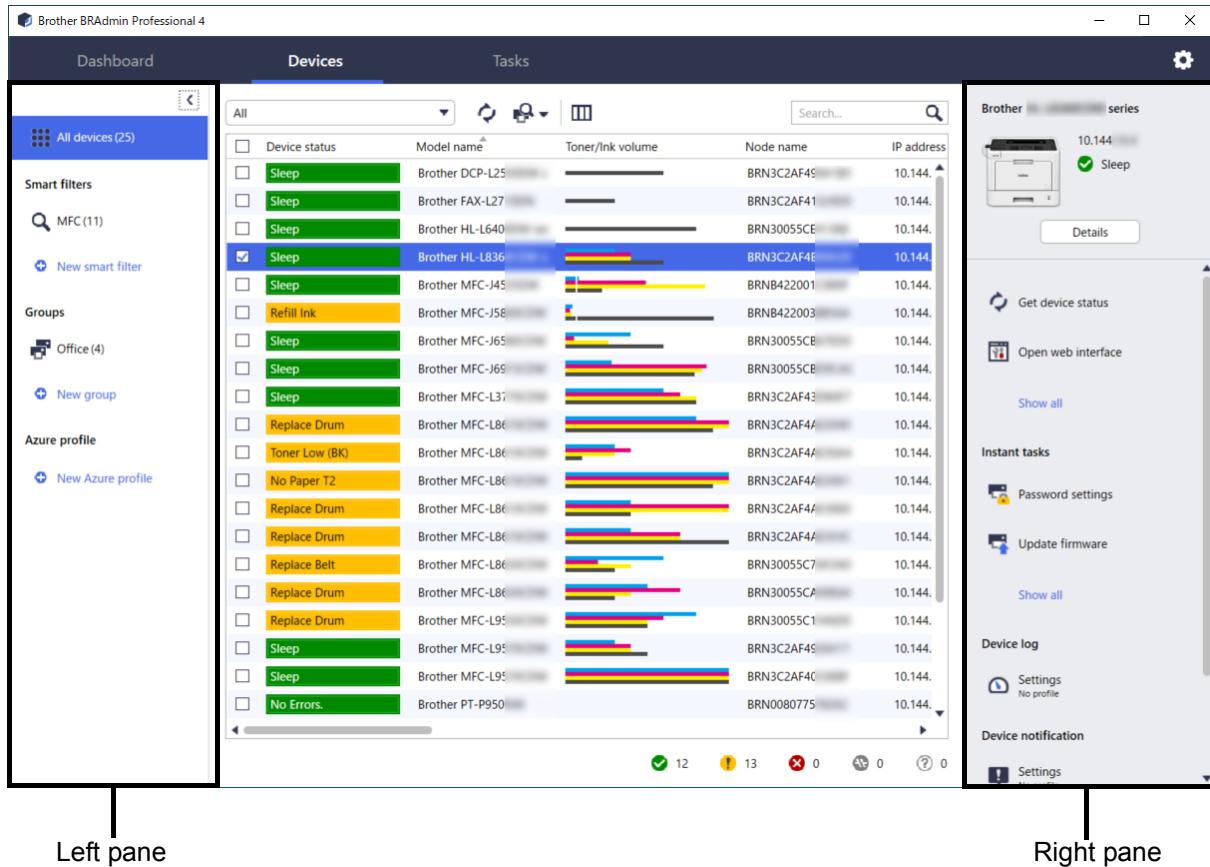 Brother BRAdmin Professional 4
Dashboard Devices Tasks
All devices (25)
Smart filters
MFC (11)
New smart filter
Groups
Office (4)
New group
Azure profile
New Azure profile
All Search...
Device status Model name Toner/Ink volume Node name IP address
Sleep Brother DCP-L25 BRN3C2AF49 10.144.
Sleep Brother FAX-L27 BRN3C2AF41 10.144.
Sleep Brother HL-L640 BRN30055CE 10.144.
Sleep Brother HL-L836 BRN3C2AF4E 10.144.
Sleep Brother MFC-J45 BRNB422001 10.144.
Refill Ink Brother MFC-J58 BRNB422003 10.144.
Sleep Brother MFC-J65 BRN30055CB 10.144.
Sleep Brother MFC-J69 BRN30055CB 10.144.
Sleep Brother MFC-L37 BRN3C2AF43 10.144.
Replace Drum Brother MFC-L86 BRN3C2AF4A 10.144.
Toner Low (BK) Brother MFC-L86 BRN3C2AF4A 10.144.
No Paper T2 Brother MFC-L86 BRN3C2AF4A 10.144.
Replace Drum Brother MFC-L86 BRN3C2AF4A 10.144.
Replace Drum Brother MFC-L86 BRN3C2AF4A 10.144.
Replace Belt Brother MFC-L86 BRN30055C7 10.144.
Replace Drum Brother MFC-L86 BRN30055CA 10.144.
Replace Drum Brother MFC-L95 BRN30055C1 10.144.
Sleep Brother MFC-L95 BRN3C2AF49 10.144.
Sleep Brother MFC-L95 BRN3C2AF40 10.144.
No Errors. Brother PT-P950 BRN0080775 10.144.
12 13 0 0 0
Brother series
10.144
Sleep
Details
Get device status
Open web interface
Show all
Instant tasks
Password settings
Update firmware
Show all
Device log
Settings
No profile
Device notification
Settings
No profile
Left pane Right pane